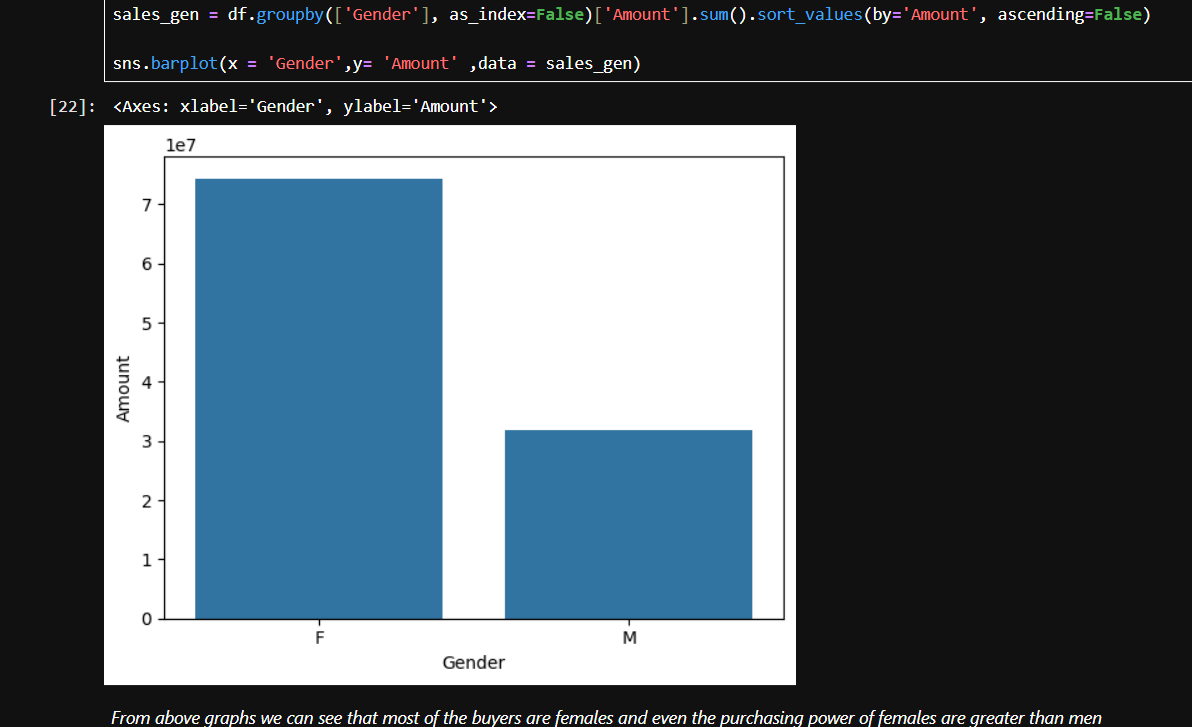 sales_gen = df.groupby(['Gender'], as_index=False)['Amount'].sum().sort_values(by='Amount', ascending=False)
sns.barplot(x = 'Gender',y= 'Amount' ,data = sales_gen)
[22]: <Axes: xlabel='Gender', ylabel='Amount'>
1e7
7
6
5
4
3
2
1
0
Amount
F M
Gender
From above graphs we can see that most of the buyers are females and even the purchasing power of females are greater than men